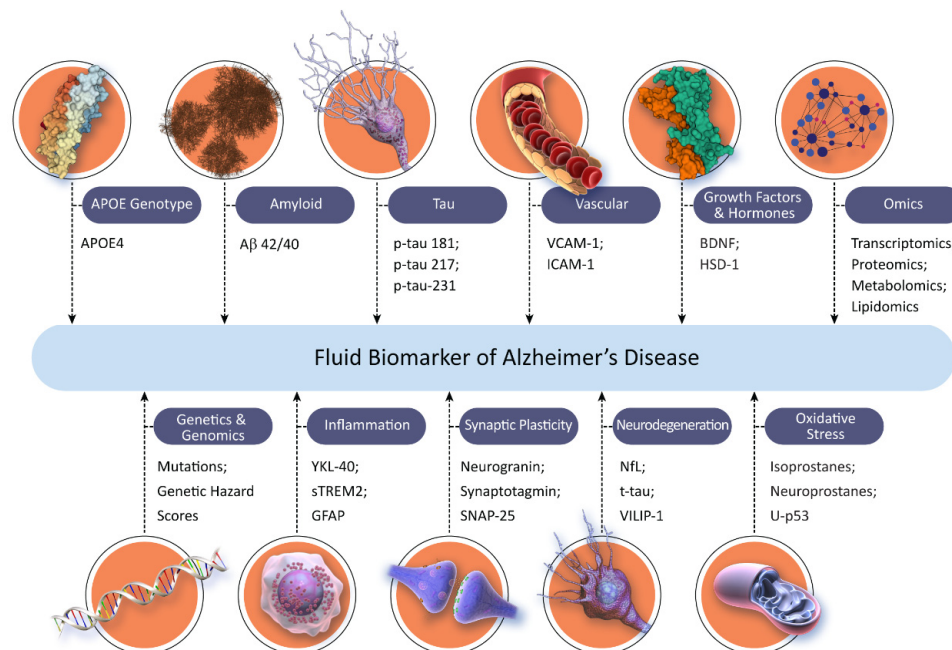 APOE Genotype
APOE4
Amyloid
Aβ 42/40
Tau
p-tau 181;
p-tau 217;
p-tau-231
Vascular
VCAM-1;
ICAM-1
Growth Factors
& Hormones
BDNF;
HSD-1
Omics
Transcriptomics
Proteomics;
Metabolomics;
Lipidomics
Fluid Biomarker of Alzheimer’s Disease
Genetics &
Genomics
Mutations;
Genetic Hazard
Scores
Inflammation
YKL-40;
sTREM2;
GFAP
Synaptic Plasticity
Neurogranin;
Synaptotagmin;
SNAP-25
Neurodegeneration
NfL;
t-tau;
VILIP-1
Oxidative
Stress
Isoprostanes;
Neuroprostanes;
U-p53